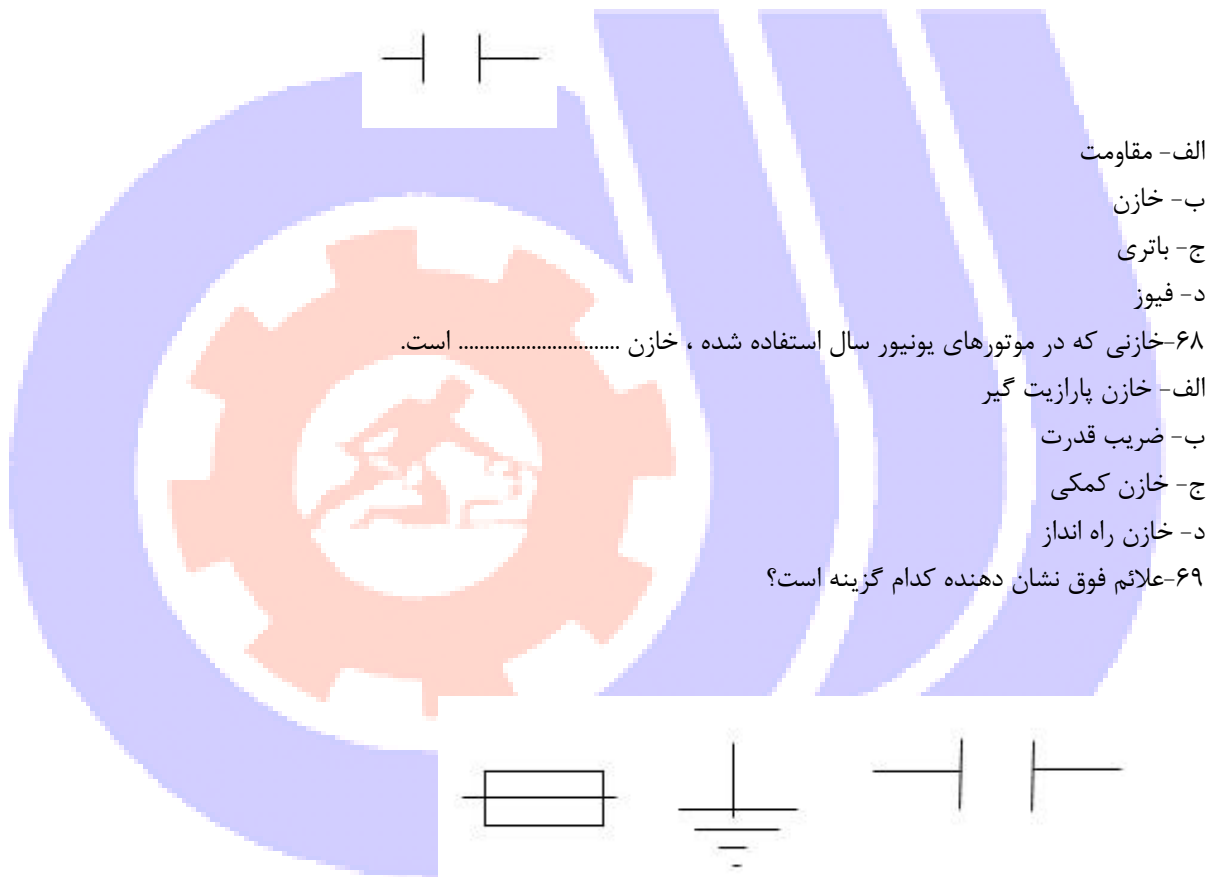 الف- مقاومت
ب- خازن
ج- باتری
د- فیوز
۶۸-خازنی که در موتورهای یونیور سال استفاده شده ، خازن ............................... است.
الف- خازن پارازیت گیر
ب- ضریب قدرت
ج- خازن کمکی
د- خازن راه انداز
۶۹-علائم فوق نشان دهنده کدام گزینه است؟